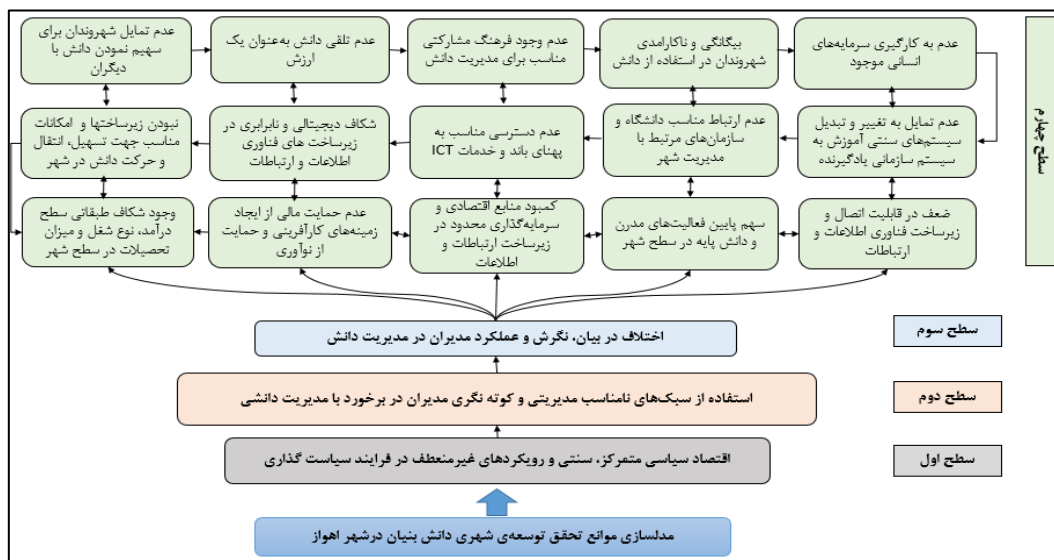 عدم به کارگیری سرمایه‌های
انسانی موجود
بیگانگی و ناکارامدی
شهروندان در استفاده از دانش
عدم وجود فرهنگ مشارکتی
مناسب برای مدیریت دانش
عدم تلقی دانش به‌عنوان یک
ارزش
عدم تمایل شهروندان برای
سهیم نمودن دانش با
دیگران
عدم تمایل به تغییر و تبدیل
سیستم‌های سنتی آموزش به
سیستم سازمانی یادگیرنده
عدم ارتباط مناسب دانشگاه و
سازمان‌های مرتبط با
مدیریت شهر
عدم دسترسی مناسب به
پهنای باند و خدمات ICT
شکاف دیجیتالی و نابرابری در
زیرساخت های فناوری
اطلاعات و ارتباطات
نبودن زیرساختها و امکانات
مناسب جهت تسهیل، انتقال
و حرکت دانش در شهر
ضعف در قابلیت اتصال و
زیرساخت فناوری اطلاعات و
ارتباطات
سهم پایین فعالیت‌های مدرن
و دانش پایه در سطح شهر
کمبود منابع اقتصادی و
سرمایه‌گذاری محدود در
زیرساخت ارتباطات و
اطلاعات
عدم حمایت مالی از ایجاد
زمینه‌های کارآفرینی و حمایت
از نوآوری
وجود شکاف طبقاتی سطح
درآمد، نوع شغل و میزان
تحصیلات در سطح شهر
سطح چهارم
سطح سوم
اختلاف در بیان، نگرش و عملکرد مدیران در مدیریت دانش
سطح دوم
استفاده از سبک‌های نامناسب مدیریتی و کوته نگری مدیران در برخورد با مدیریت دانشی
سطح اول
اقتصاد سیاسی متمرکز، سنتی و رویکردهای غیرمنعطف در فرایند سیاست گذاری
مدلسازی موانع تحقق توسعه‌ی شهری دانش بنیان درشهر اهواز